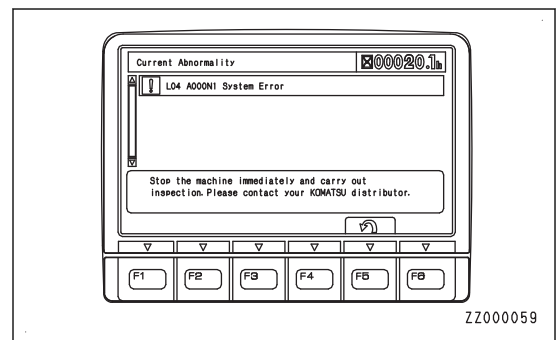 Current Abnormality 00020.1h
L04 A000N1 System Error
Stop the machine immediately and carry out
inspection. Please contact your KOMATSU distributor.
F1 F2 F3 F4 F5 F6
ZZ000059